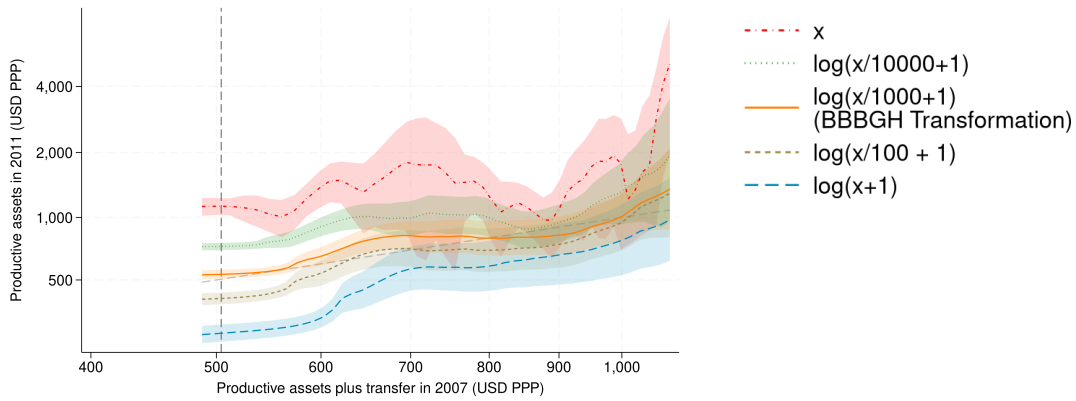 Productive assets in 2011 (USD PPP)
4,000
2,000
1,000
500
400
500
600
700
800
900
1,000
Productive assets plus transfer in 2007 (USD PPP)
x
log(x/10000+1)
log(x/1000+1)
(BBBGH Transformation)
log(x/100 + 1)
log(x+1)